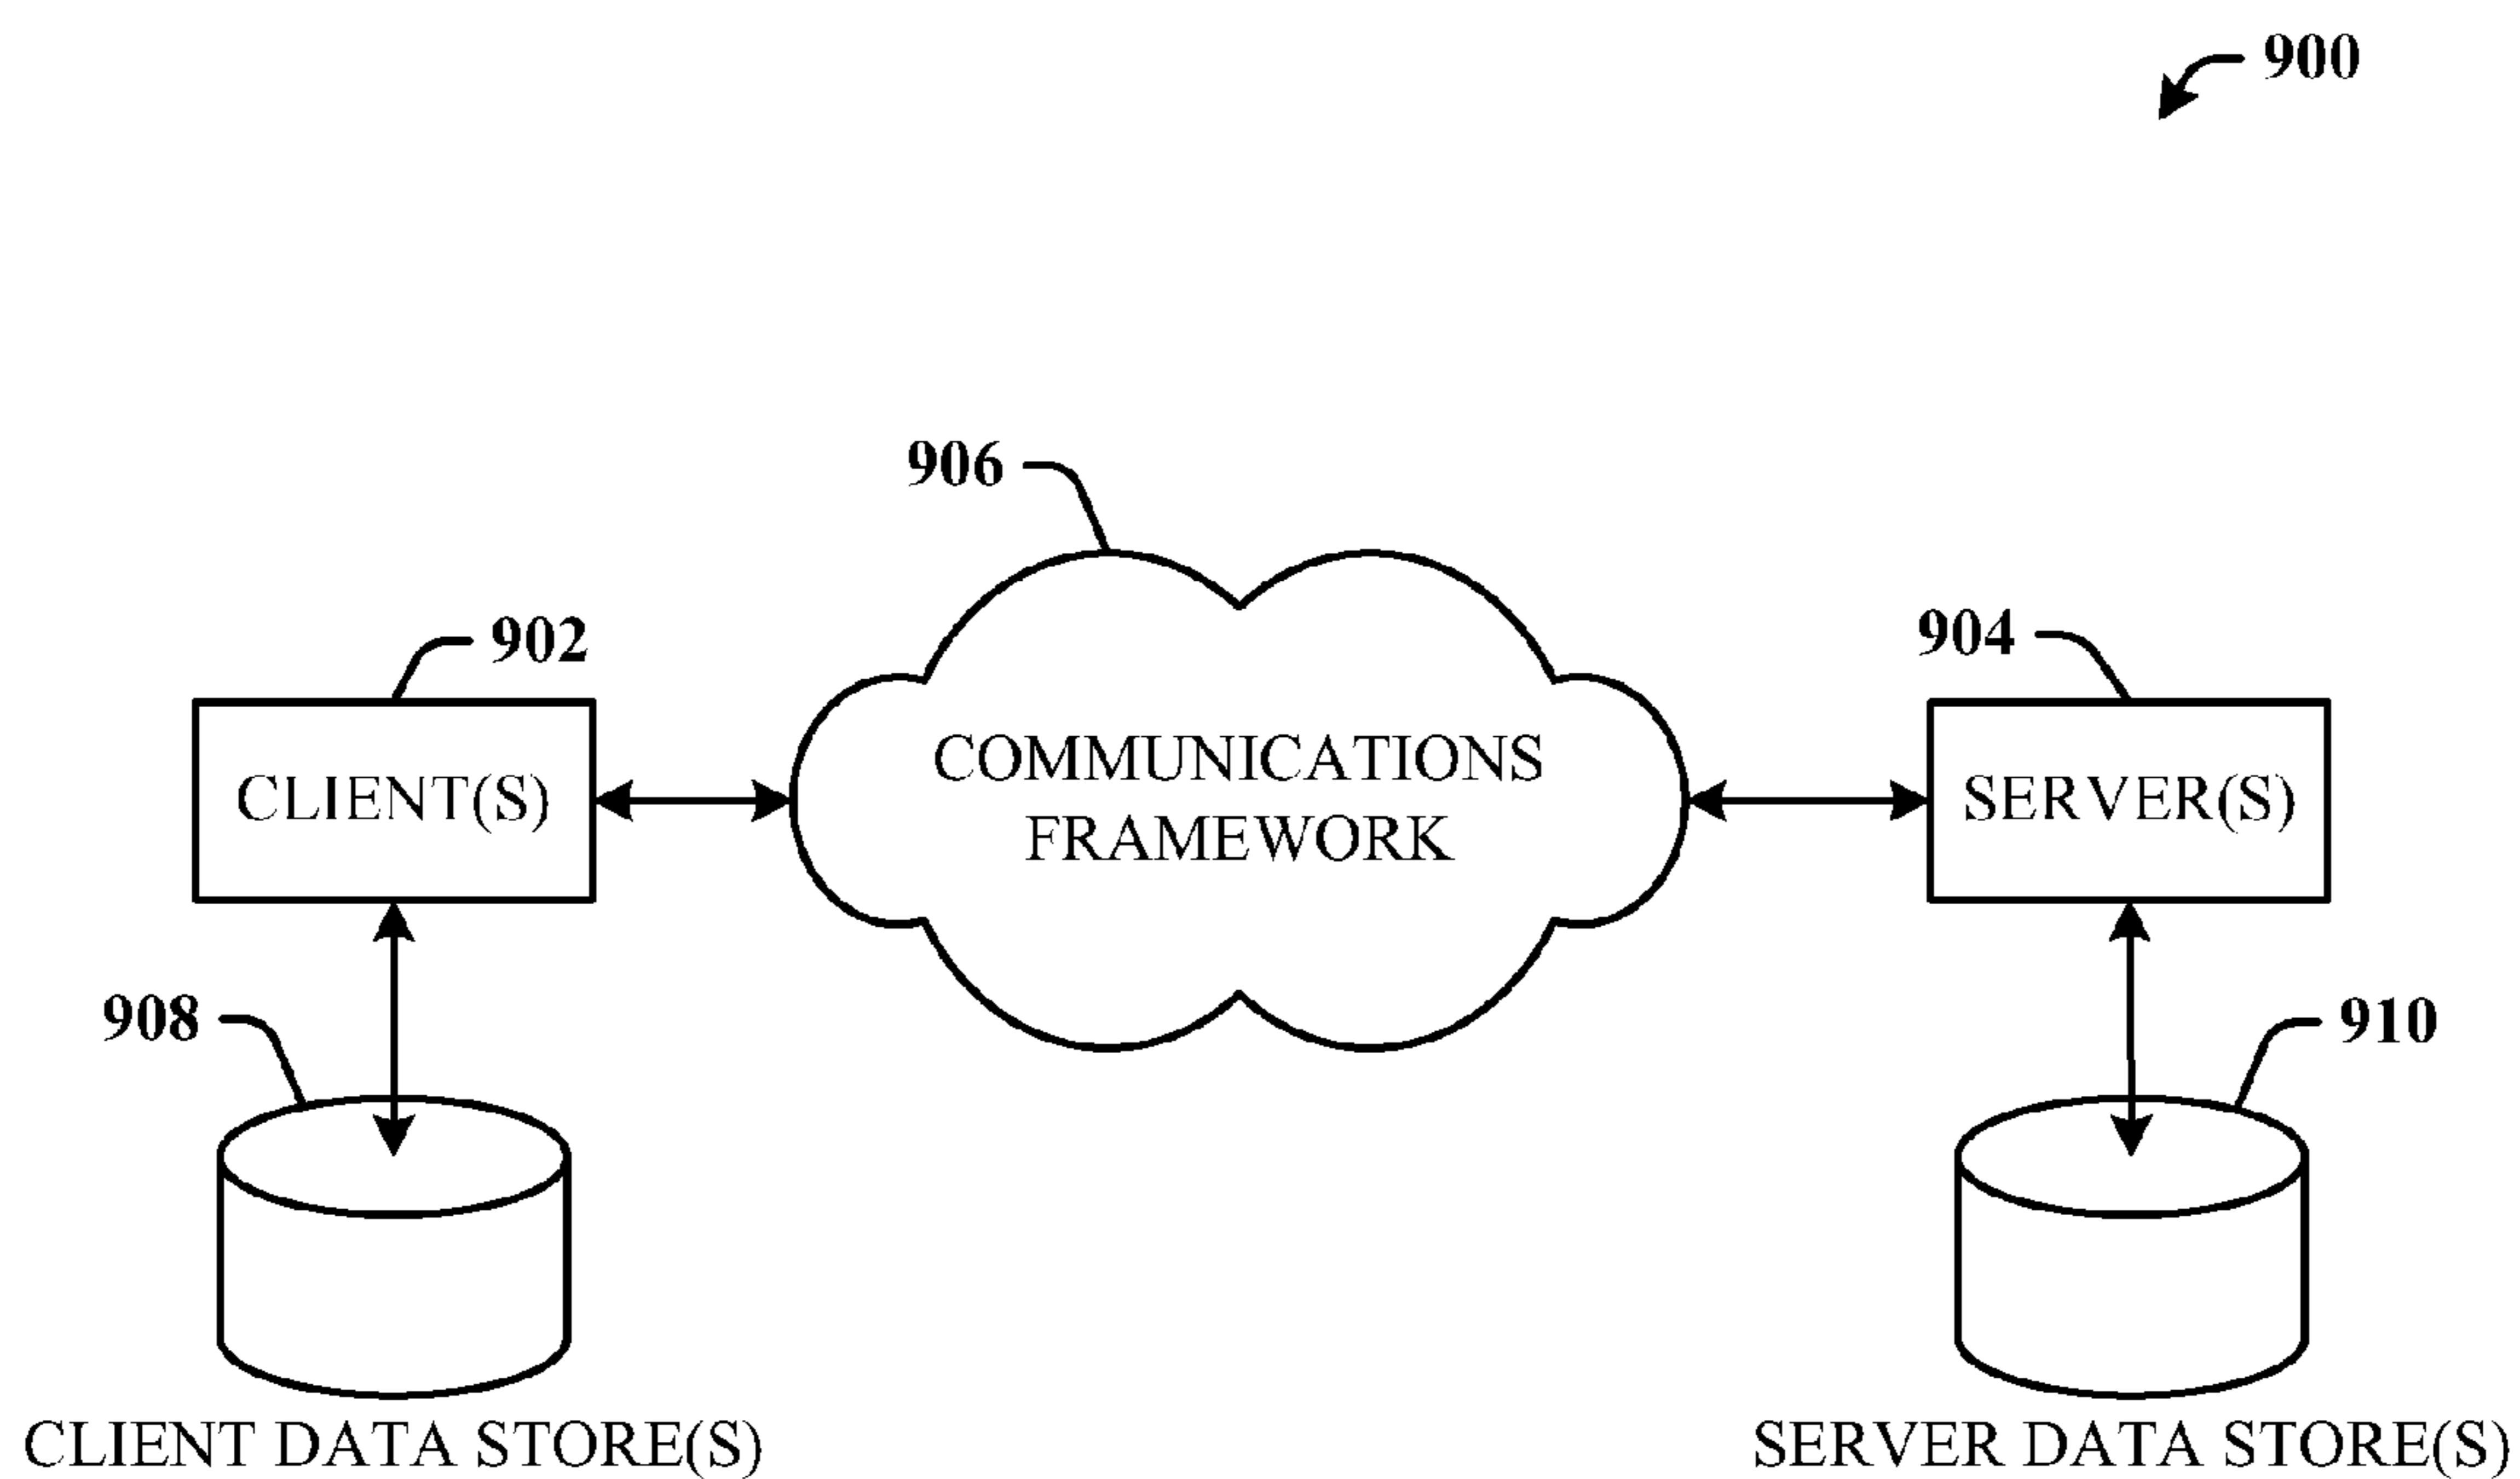 900
906
902
904
COMMUNICATIONS
FRAMEWORK
CLIENT(S)
SERVER(S)
908
910
CLIENT DATA STORE(S)
SERVER DATA STORE(S)